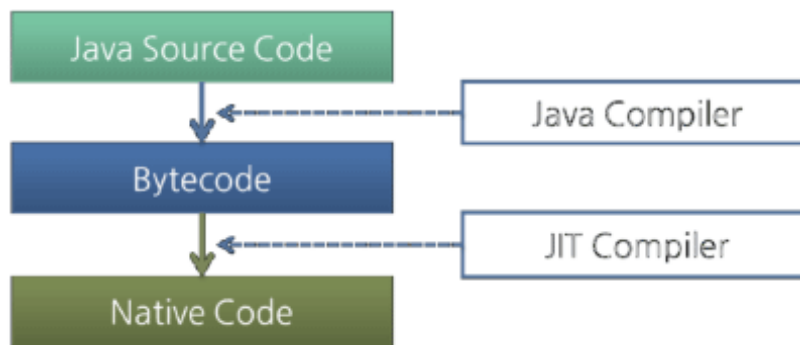 Java Source Code
Java Compiler
Bytecode
JIT Compiler
Native Code